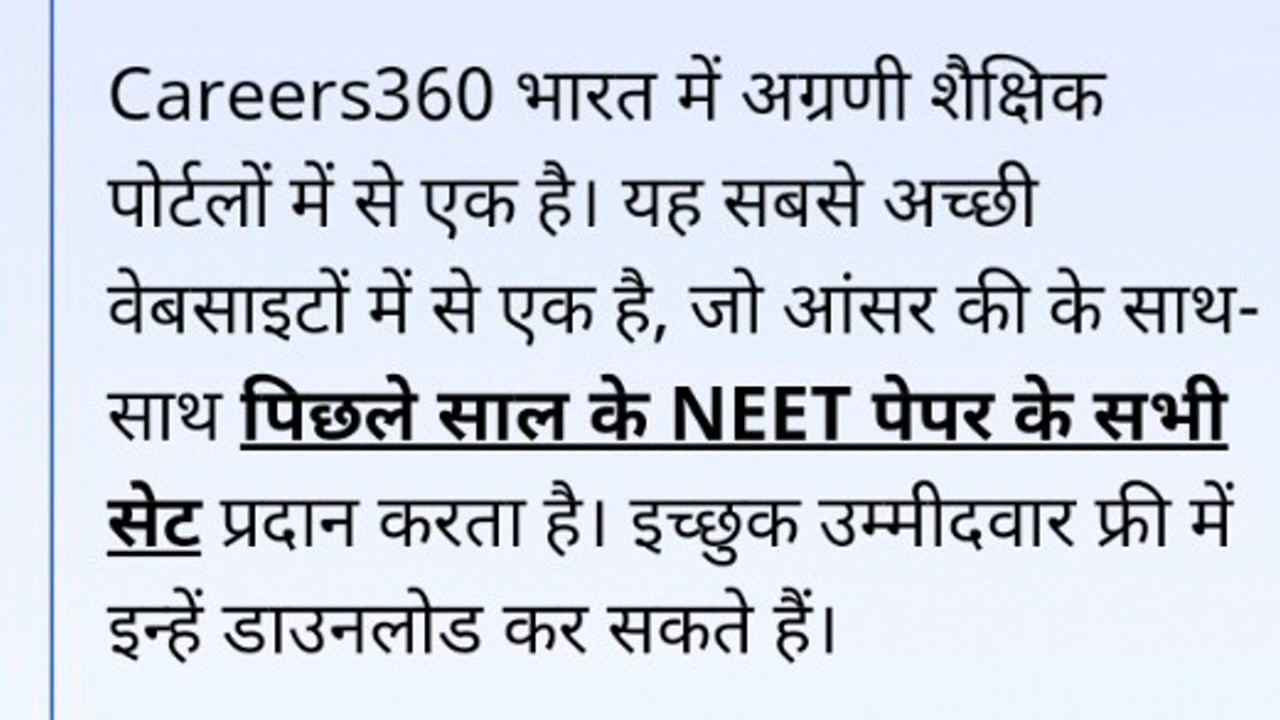 Careers360 भारत में अग्रणी शैक्षिक
पोर्टलों में से एक है। यह सबसे अच्छी
वेबसाइटों में से एक है, जो आंसर की के साथ-
साथ पिछले साल के NEET पेपर के सभी
सेट प्रदान करता है। इच्छुक उम्मीदवार फ्री में
इन्हें डाउनलोड कर सकते हैं।